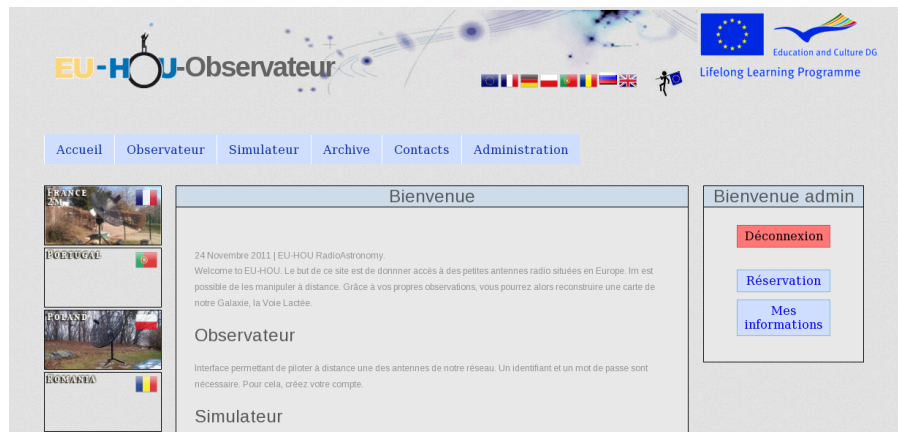 EU-HOU-Observateur
Education and Culture DG
Lifelong Learning Programme
Accueil Observateur Simulateur Archive Contacts Administration
FRANCE
2M
PORTUGAL
POLAND
ROMANIA
Bienvenue
24 Novembre 2011 | EU-HOU RadioAstronomy.
Welcome to EU-HOU. Le but de ce site est de donnner accès à des petites antennes radio situées en Europe. Im est
possible de les manipuler à distance. Grâce à vos propres observations, vous pourrez alors reconstruire une carte de
notre Galaxie, la Voie Lactée.
Observateur
Interface permettant de piloter à distance une des antennes de notre réseau. Un identifiant et un mot de passe sont
nécessaire. Pour cela, créez votre compte.
Simulateur
Bienvenue admin
Déconnexion
Réservation
Mes
informations